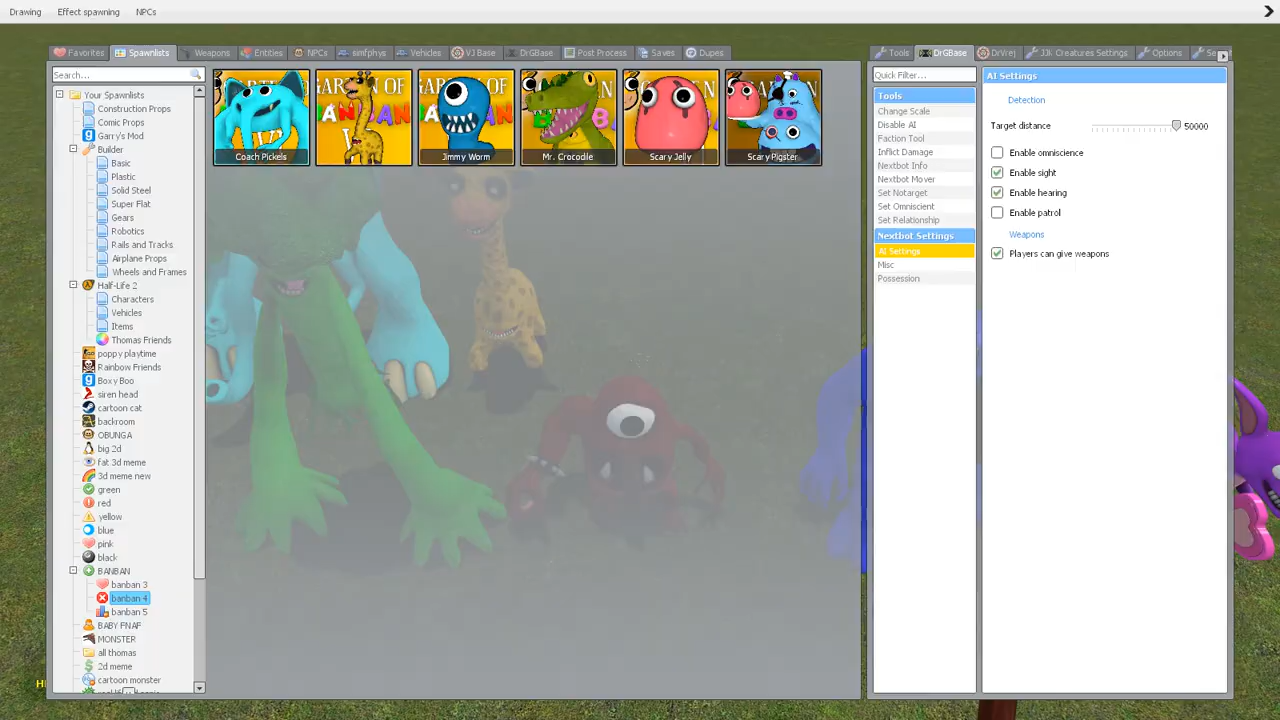 Drawing Effect spawning NPCs
Favorites Spawnlists Weapons Entities NPCs simfphys Vehicles VJ Base DrGBase Post Process Saves Dupes
Tools DrGBase DrVrej JJK Creatures Settings Options
Search...
Your Spawnlists
Construction Props
Comic Props
Garry's Mod
Builder
Basic
Plastic
Solid Steel
Super Flat
Gears
Robotics
Rails and Tracks
Airplane Props
Wheels and Frames
Half-Life 2
Characters
Vehicles
Items
Thomas Friends
poppy playtime
Rainbow Friends
Boxy Boo
siren head
cartoon cat
backroom
OBUNGA
big 2d
fat 3d meme
3d meme new
green
red
yellow
blue
pink
black
BANBAN
banban 3
banban 4
banban 5
BABY FNAF
MONSTER
all thomas
2d meme
cartoon monster
Coach Pickels
Jimmy Worm
Mr. Crocodile
Scary Jelly
Scary Pigster
Quick Filter...
Tools
Change Scale
Disable AI
Faction Tool
Inflict Damage
Nextbot Info
Nextbot Mover
Set Notarget
Set Omniscient
Set Relationship
Nextbot Settings
AI Settings
Misc
Possession
AI Settings
Detection
Target distance 50000
Enable omniscience
Enable sight
Enable hearing
Enable patrol
Weapons
Players can give weapons